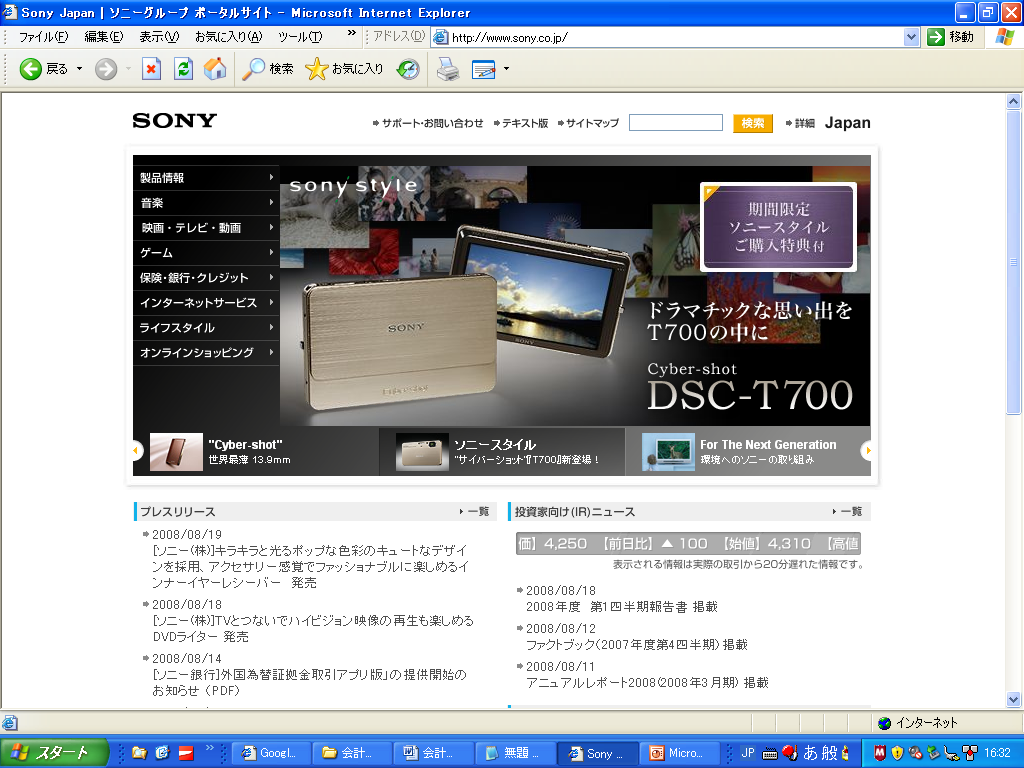 Sony Japan | ソニーグループ ポータルサイト - Microsoft Internet Explorer
ファイル(F) 編集(E) 表示(V) お気に入り(A) ツール(T) » アドレス(D) http://www.sony.co.jp/ 移動
戻る 検索 お気に入り
SONY
サポート・お問い合わせ テキスト版 サイトマップ 検索 詳細 Japan
製品情報
音楽
映画・テレビ・動画
ゲーム
保険・銀行・クレジット
インターネットサービス
ライフスタイル
オンラインショッピング
sony style
期間限定
ソニースタイル
ご購入特典付
SONY
Cyber-shot
SONY
ドラマチックな思い出を
T700の中に
Cyber-shot
DSC-T700
"Cyber-shot"
世界最薄 13.9mm
ソニースタイル
"サイバーショット"『T700』新登場！
For The Next Generation
環境へのソニーの取り組み
プレスリリース 一覧
2008/08/19
[ソニー(株)]キラキラと光るポップな色彩のキュートなデザイ
ンを採用、アクセサリー感覚でファッショナブルに楽しめるイ
ンナーイヤーレシーバー 発売
2008/08/18
[ソニー(株)]TVとつないでハイビジョン映像の再生も楽しめる
DVDライター 発売
2008/08/14
[ソニー銀行]外国為替証拠金取引「アプリ版」の提供開始の
お知らせ（PDF）
投資家向け(IR)ニュース 一覧
価】4,250 【前日比】▲ 100 【始値】4,310 【高値
表示される情報は実際の取引から20分遅れた情報です。
2008/08/18
2008年度 第1四半期報告書 掲載
2008/08/12
ファクトブック(2007年度第4四半期) 掲載
2008/08/11
アニュアルレポート2008(2008年3月期) 掲載
インターネット
スタート » Googl... 会計... 会計... 無題 ... Sony ... Micro... JP あ 般 16:32